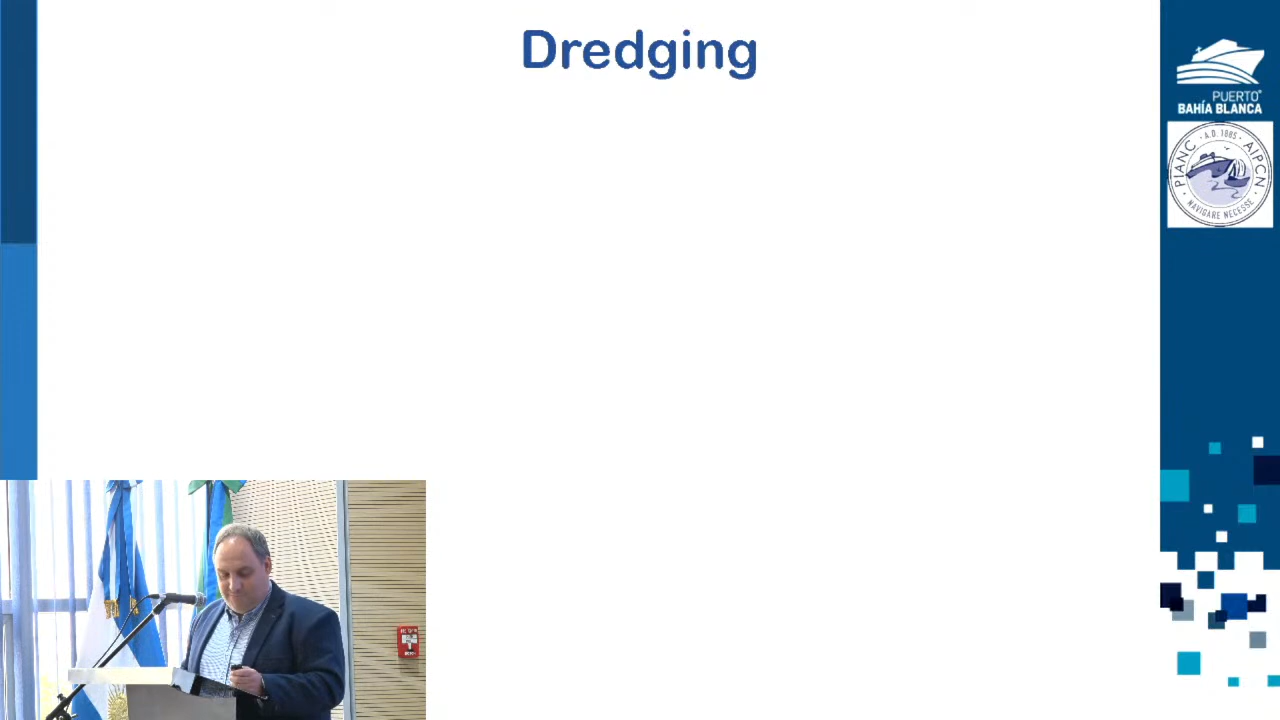 Dredging
PUERTO
BAHÍA BLANCA
· A.D. 1885 ·
PIANC · AIPCN
NAVIGARE NECESSE